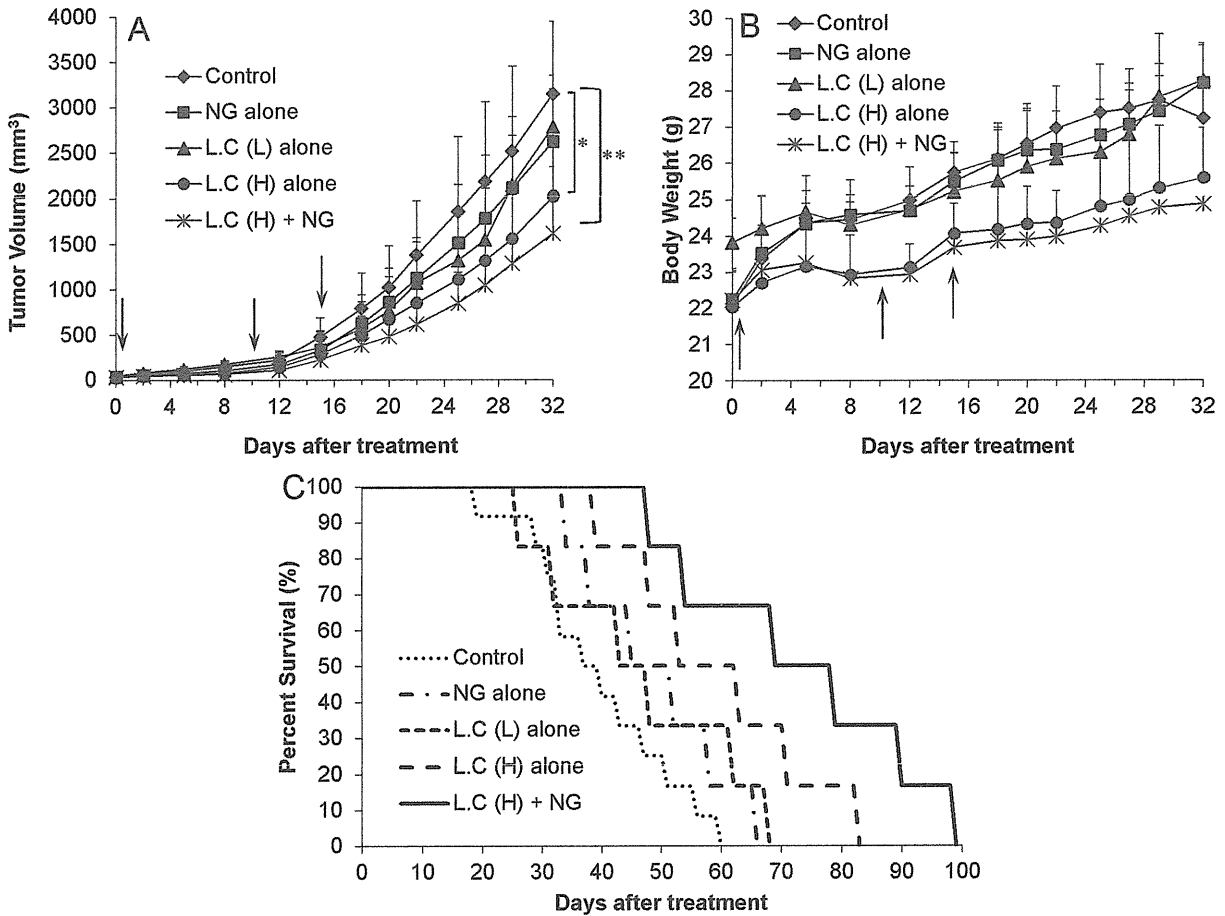 A
4000
3500
3000
2500
2000
1500
1000
500
0
Tumor Volume (mm³)
Control
NG alone
L.C (L) alone
L.C (H) alone
L.C (H) + NG
*
**
0 4 8 12 16 20 24 28 32
Days after treatment
B
30
29
28
27
26
25
24
23
22
21
20
Body Weight (g)
Control
NG alone
L.C (L) alone
L.C (H) alone
L.C (H) + NG
0 4 8 12 16 20 24 28 32
Days after treatment
C
100
90
80
70
60
50
40
30
20
10
0
Percent Survival (%)
Control
NG alone
L.C (L) alone
L.C (H) alone
L.C (H) + NG
0 10 20 30 40 50 60 70 80 90 100
Days after treatment